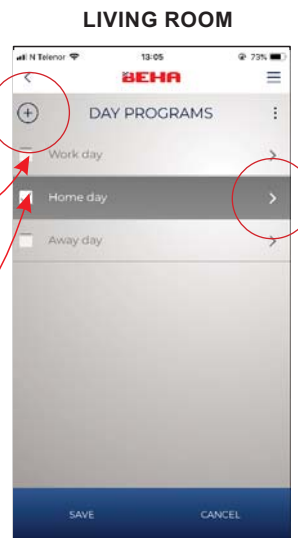 LIVING ROOM
Telenor 13:05 73%
BEHA
DAY PROGRAMS
Work day
Home day
Away day
SAVE CANCEL